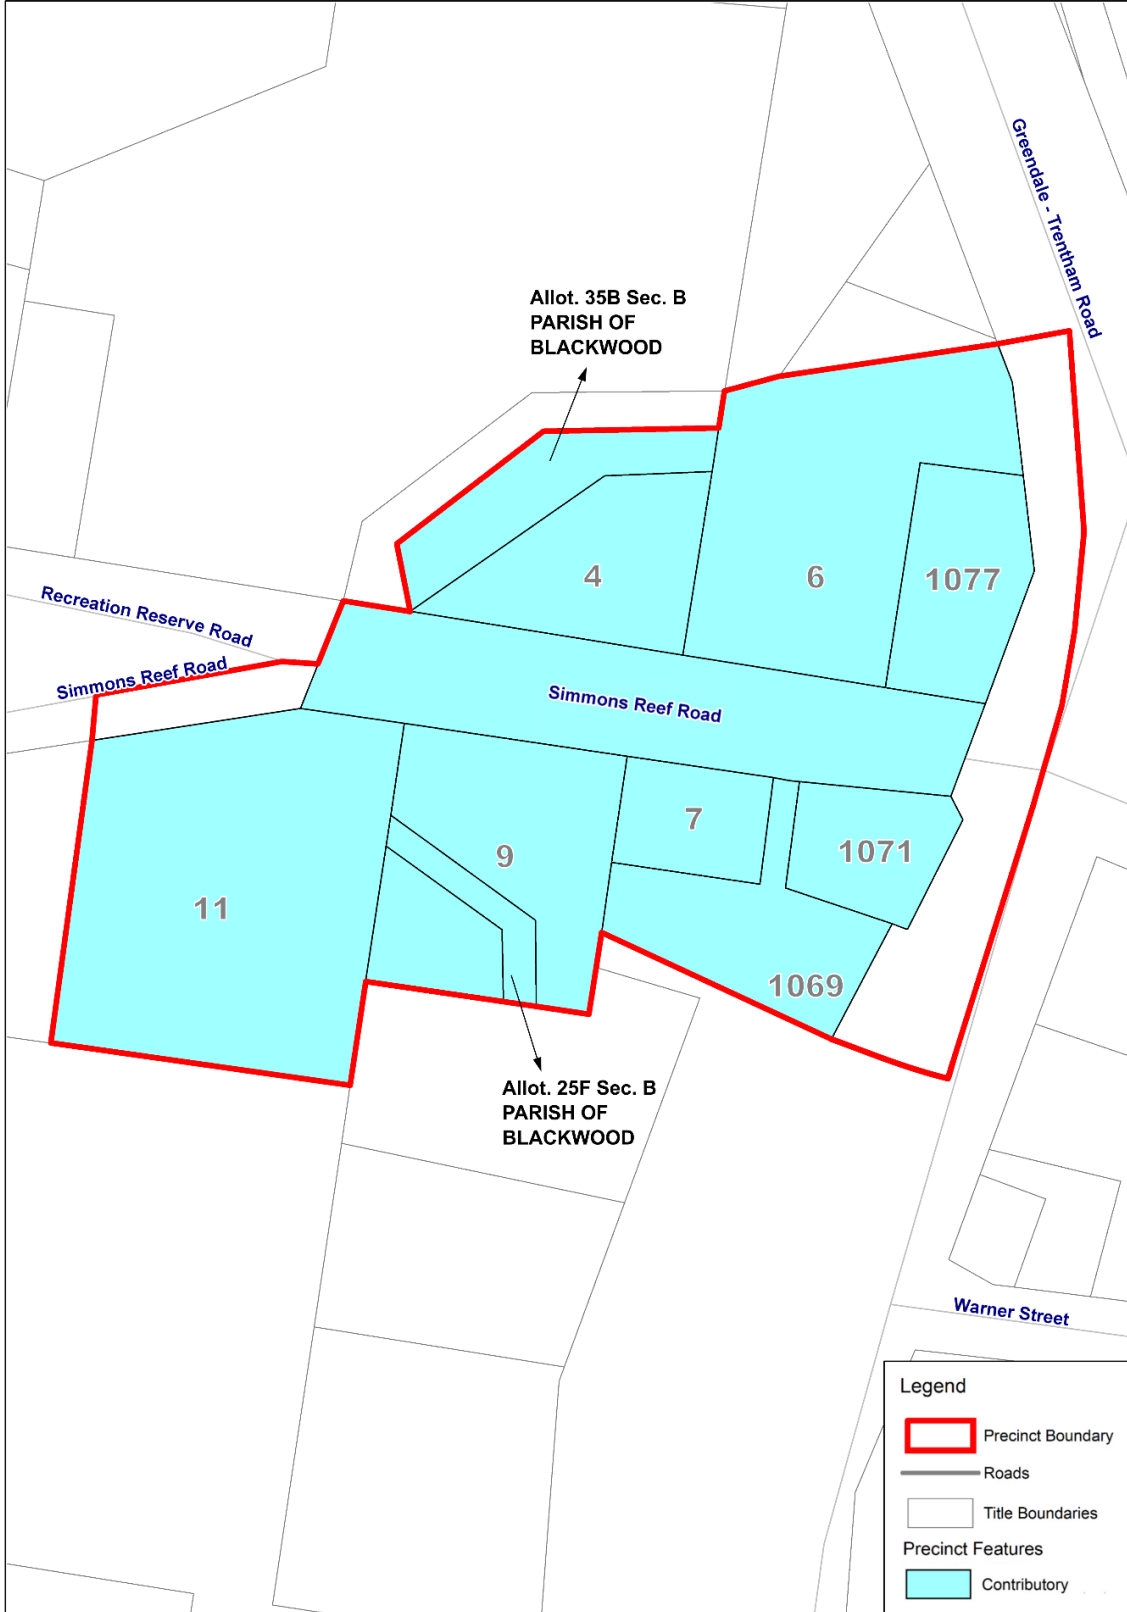 Greendale - Trentham Road
Allot. 35B Sec. B
PARISH OF
BLACKWOOD
4
6
1077
Recreation Reserve Road
Simmons Reef Road
Simmons Reef Road
7
1071
9
11
1069
Allot. 25F Sec. B
PARISH OF
BLACKWOOD
Warner Street
Legend
Precinct Boundary
Roads
Title Boundaries
Precinct Features
Contributory